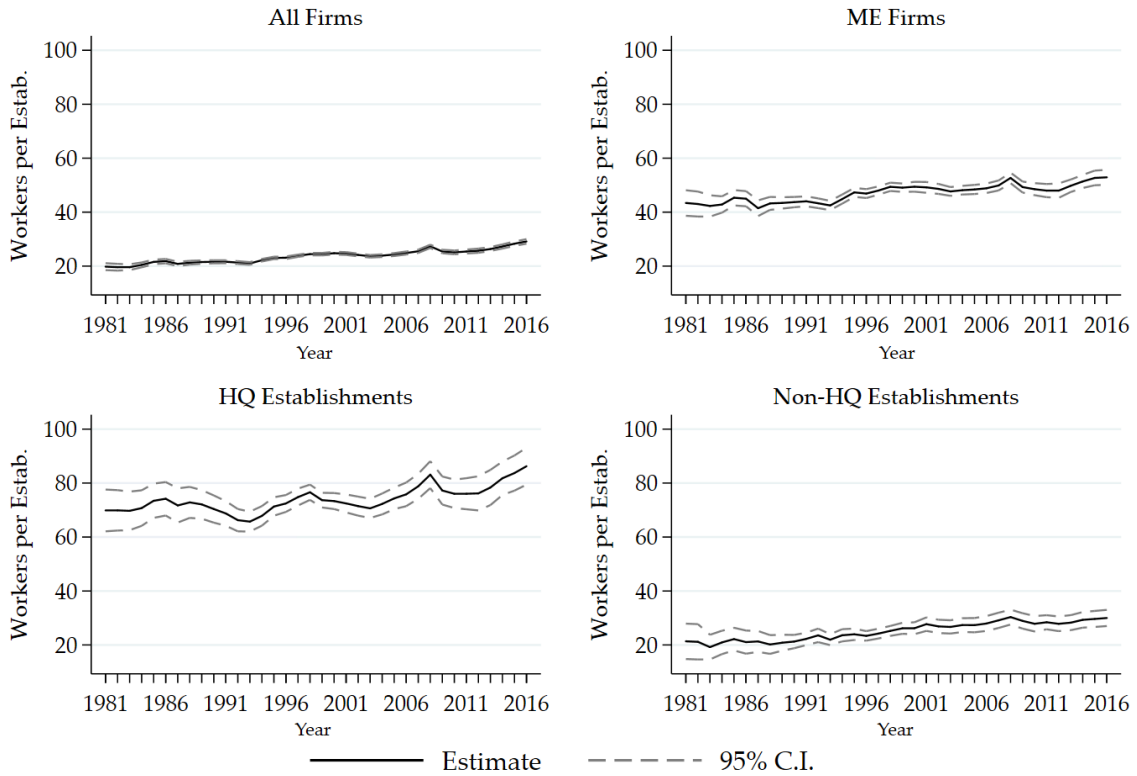 All Firms
Workers per Estab.
100
80
60
40
20
1981 1986 1991 1996 2001 2006 2011 2016
Year
ME Firms
Workers per Estab.
100
80
60
40
20
1981 1986 1991 1996 2001 2006 2011 2016
Year
HQ Establishments
Workers per Estab.
100
80
60
40
20
1981 1986 1991 1996 2001 2006 2011 2016
Year
Non-HQ Establishments
Workers per Estab.
100
80
60
40
20
1981 1986 1991 1996 2001 2006 2011 2016
Year
Estimate 95% C.I.